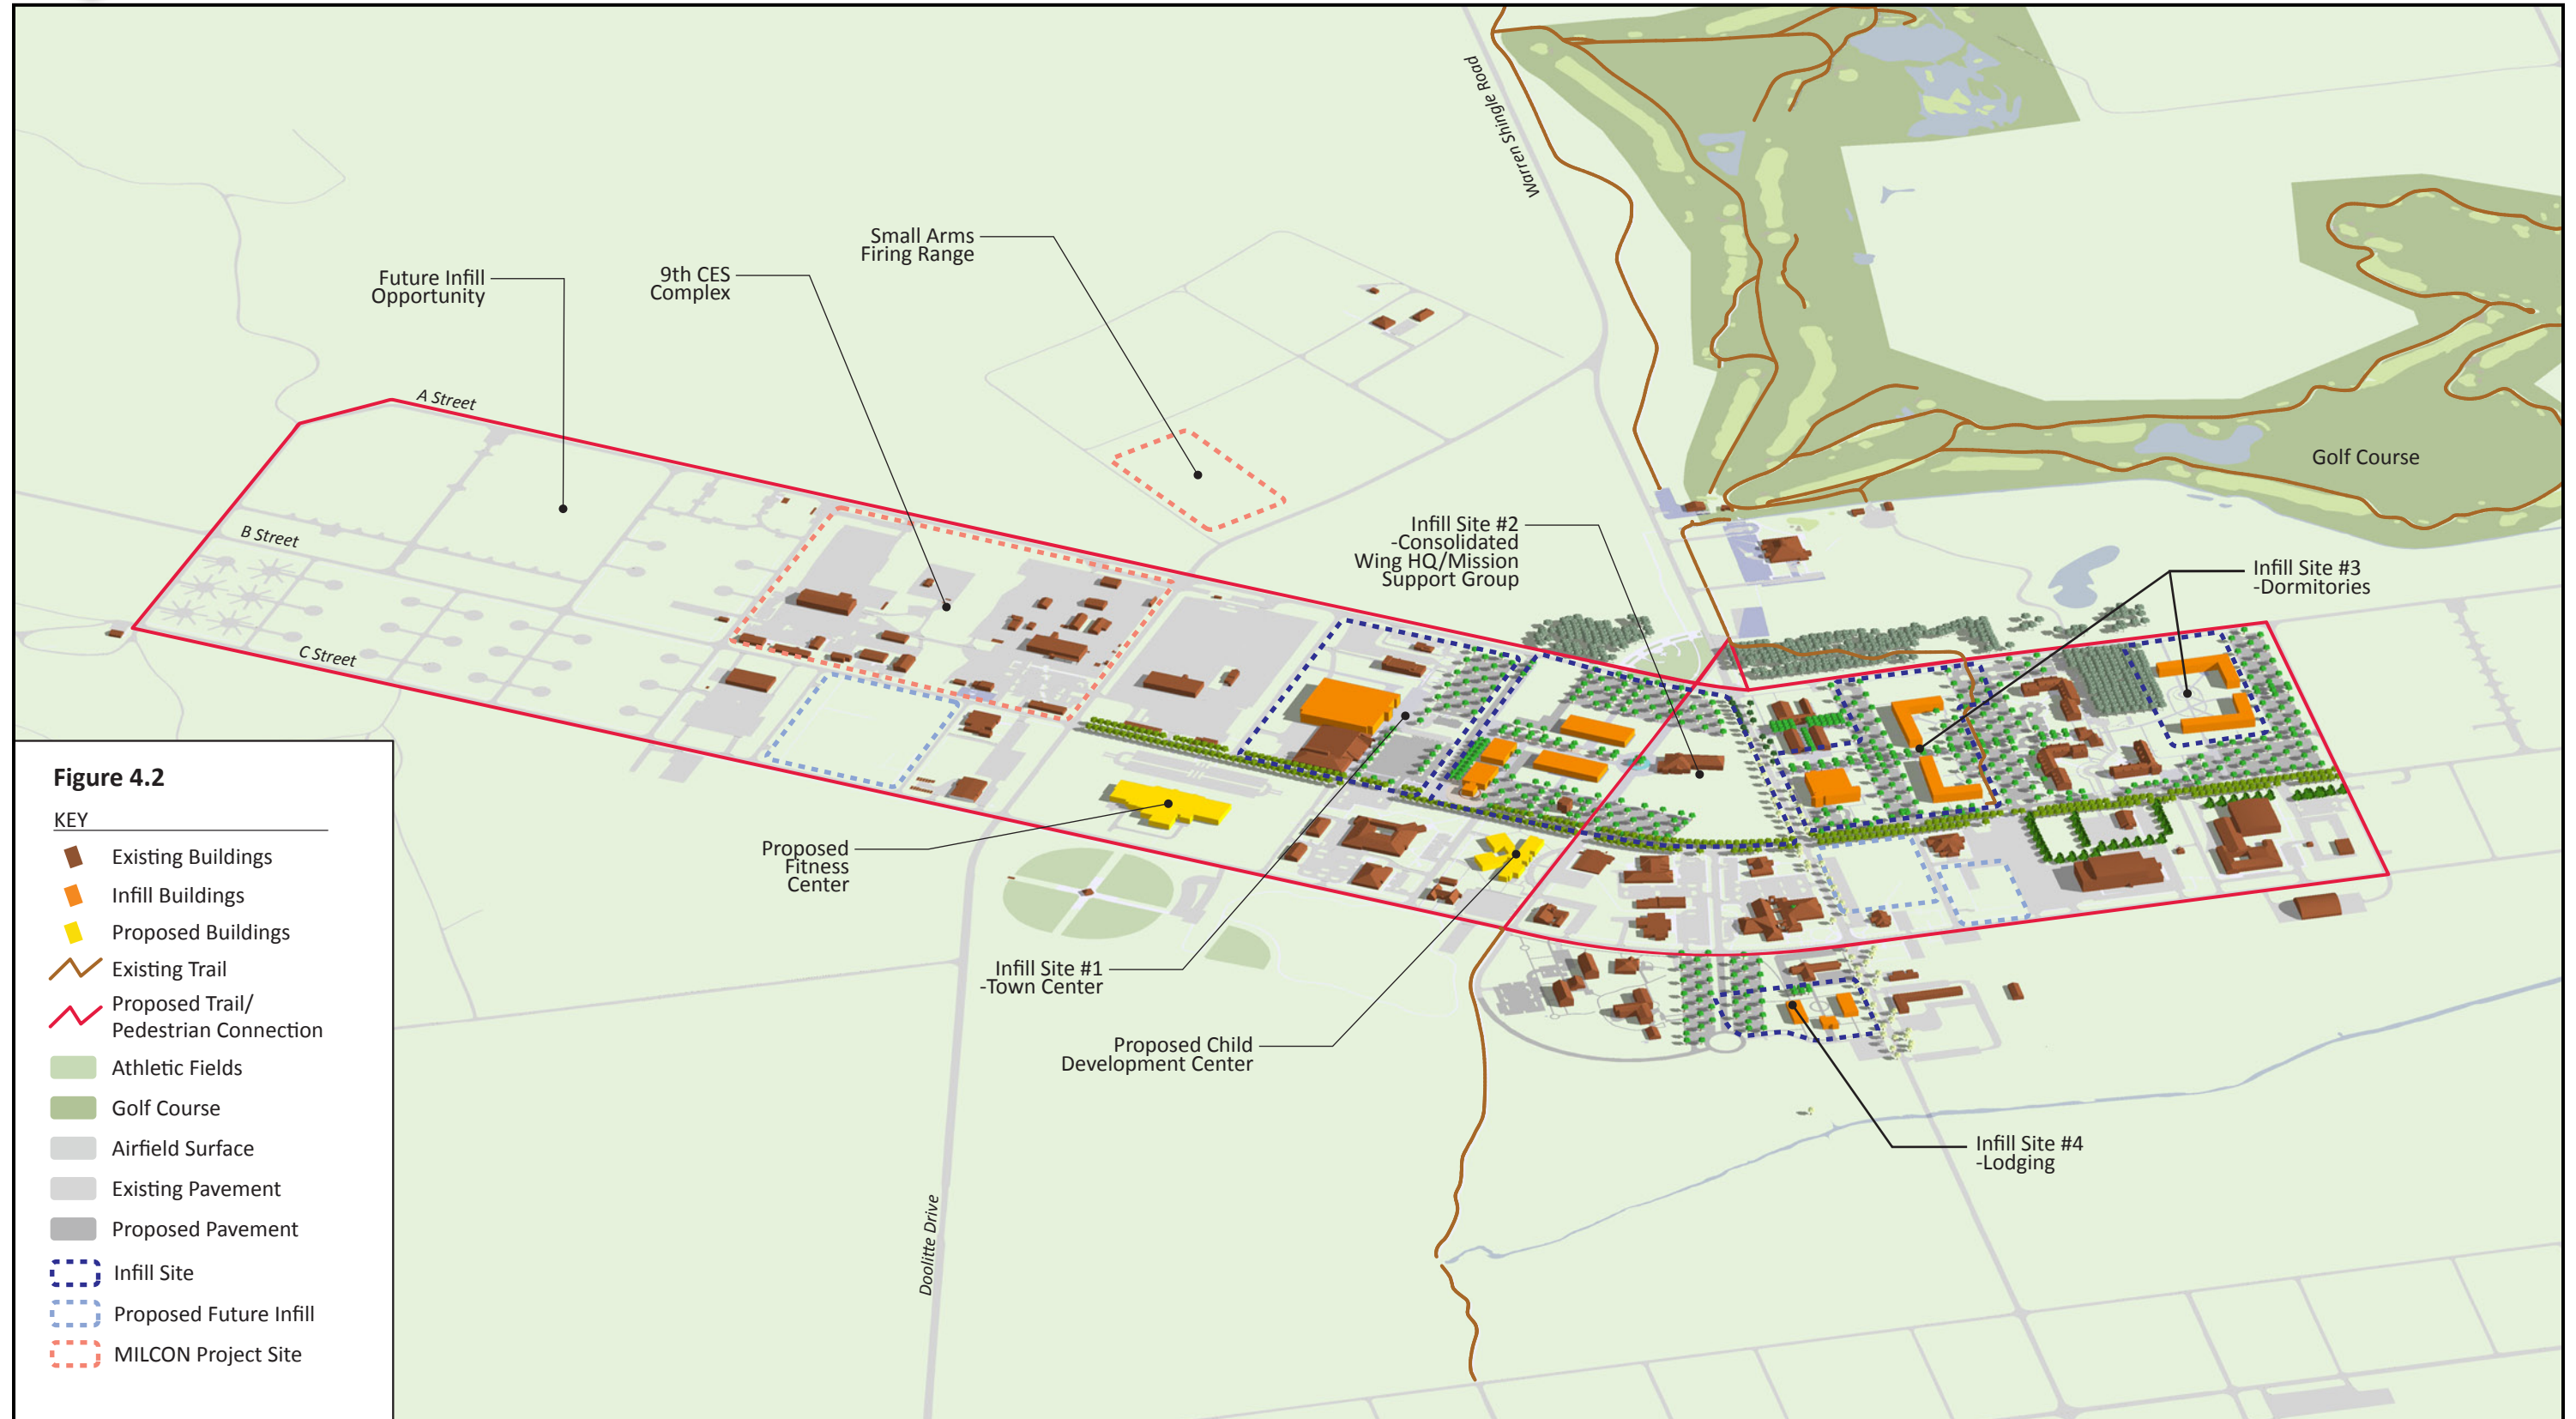 Warren Shingle Road
Small Arms
Firing Range
9th CES
Complex
Future Infill
Opportunity
A Street
B Street
C Street
Golf Course
Infill Site #2
-Consolidated
Wing HQ/Mission
Support Group
Infill Site #3
-Dormitories
Proposed
Fitness
Center
Infill Site #1
-Town Center
Proposed Child
Development Center
Infill Site #4
-Lodging
Doolitte Drive
Figure 4.2
KEY
Existing Buildings
Infill Buildings
Proposed Buildings
Existing Trail
Proposed Trail/
Pedestrian Connection
Athletic Fields
Golf Course
Airfield Surface
Existing Pavement
Proposed Pavement
Infill Site
Proposed Future Infill
MILCON Project Site